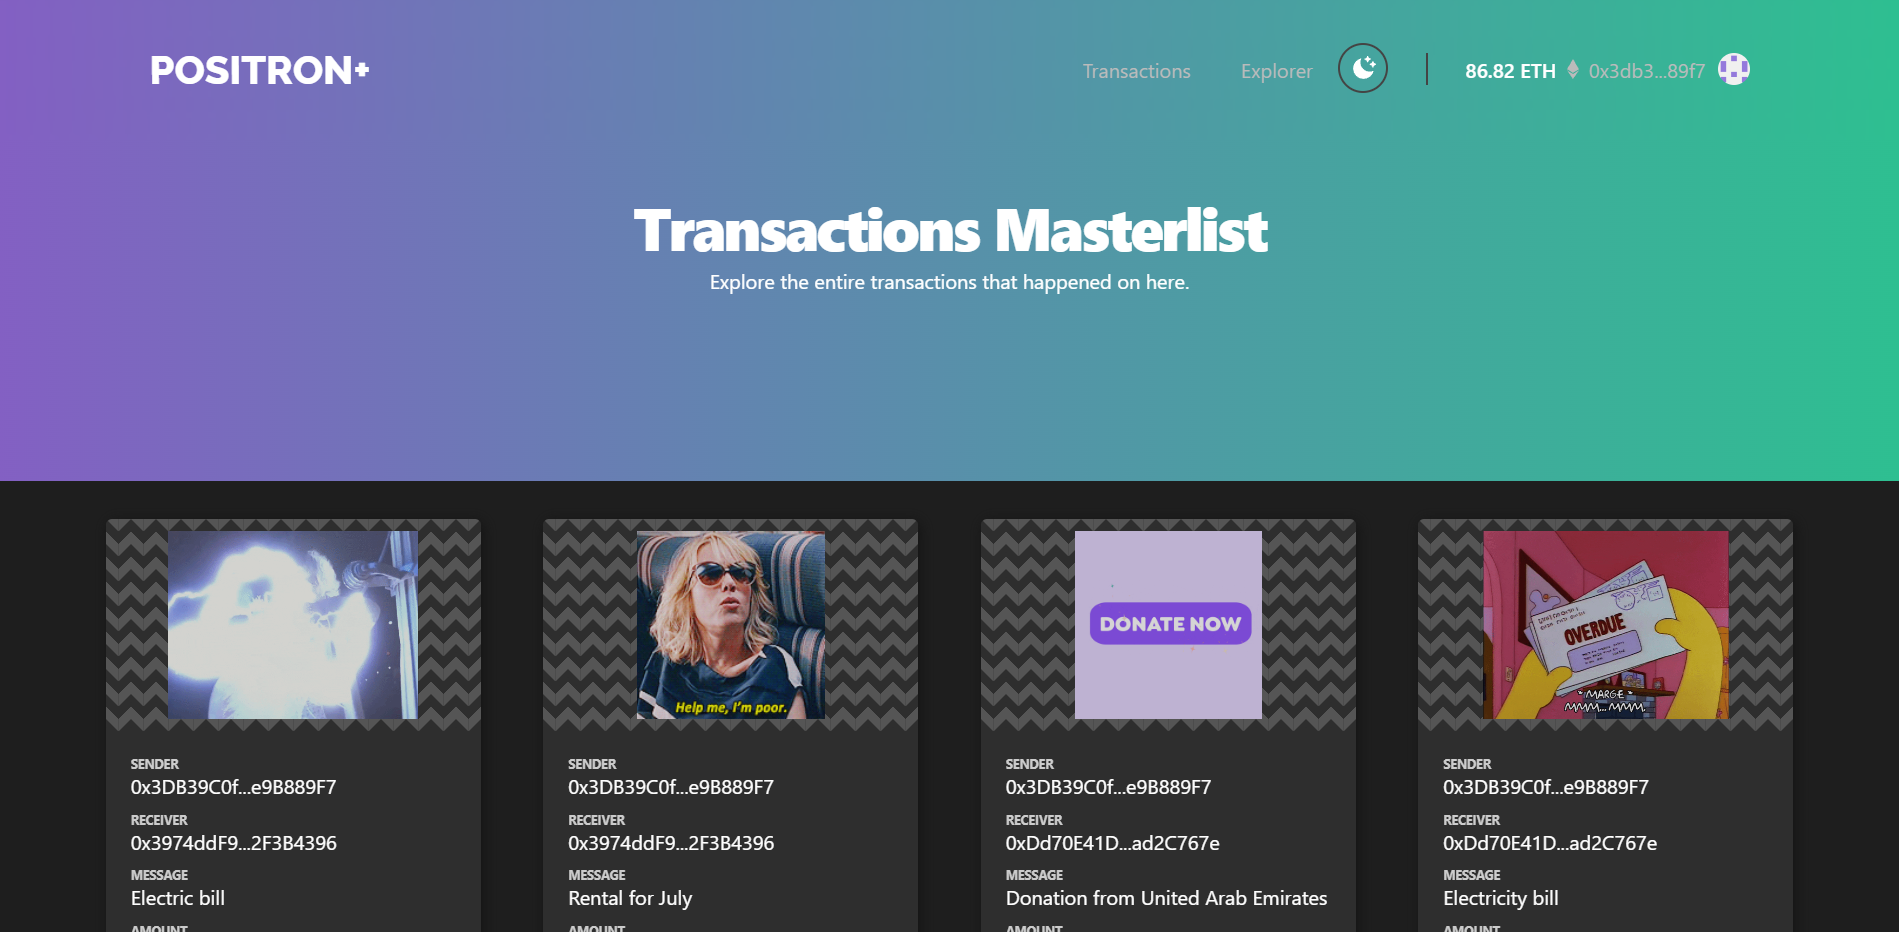 POSITRON+
Transactions
Explorer
86.82 ETH
0x3db3...89f7
Transactions Masterlist
Explore the entire transactions that happened on here.
Help me, I'm poor.
SENDER
0x3DB39C0f...e9B889F7
RECEIVER
0x3974ddF9...2F3B4396
MESSAGE
Electric bill
AMOUNT
SENDER
0x3DB39C0f...e9B889F7
RECEIVER
0x3974ddF9...2F3B4396
MESSAGE
Rental for July
AMOUNT
DONATE NOW
SENDER
0x3DB39C0f...e9B889F7
RECEIVER
0xDd70E41D...ad2C767e
MESSAGE
Donation from United Arab Emirates
AMOUNT
OVERDUE
*MARGE*
MMM...MMM.
SENDER
0x3DB39C0f...e9B889F7
RECEIVER
0xDd70E41D...ad2C767e
MESSAGE
Electricity bill
AMOUNT